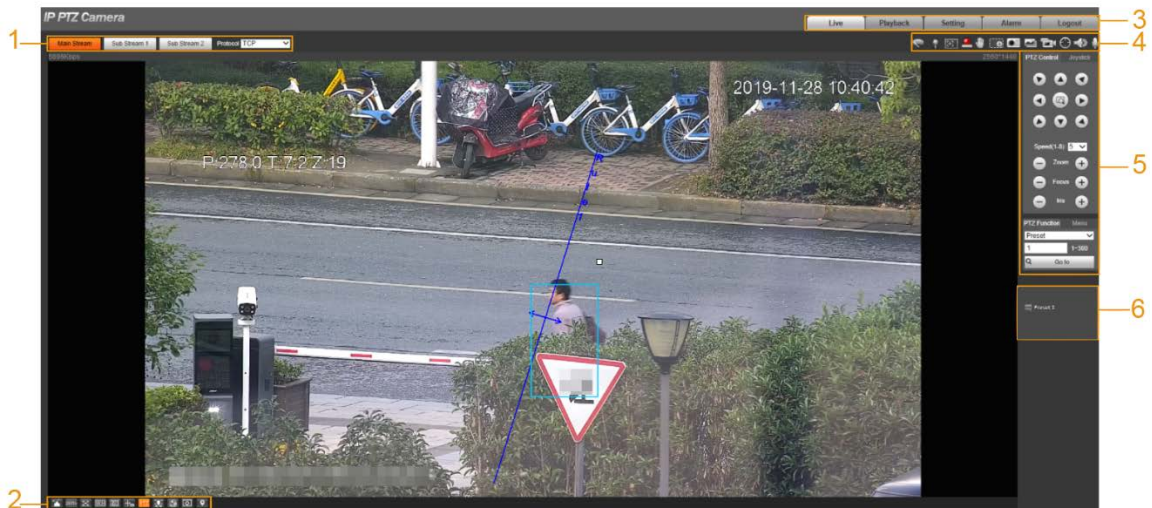 IP PTZ Camera
Live Playback Setting Alarm Logout
3
1
Main Stream Sub Stream 1 Sub Stream 2 Protocol TCP
4
2560*1440
PTZ Control Joystick
2019-11-28 10:40:42
P:278.0 T:7.2 Z:19
Speed(1-8) 5
Zoom
5
Focus
Iris
PTZ Function Menu
Preset
1 1~300
Go to
Preset 1
6
2